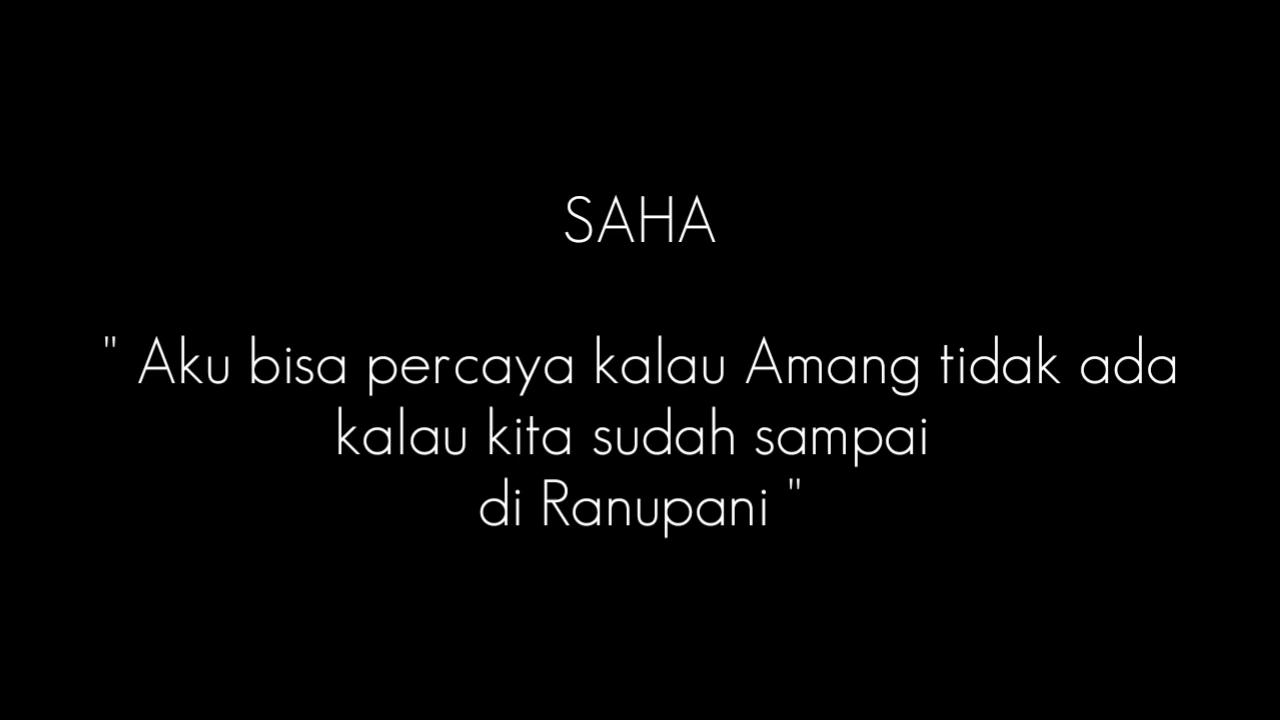 SAHA
" Aku bisa percaya kalau Amang tidak ada
kalau kita sudah sampai
di Ranupani "